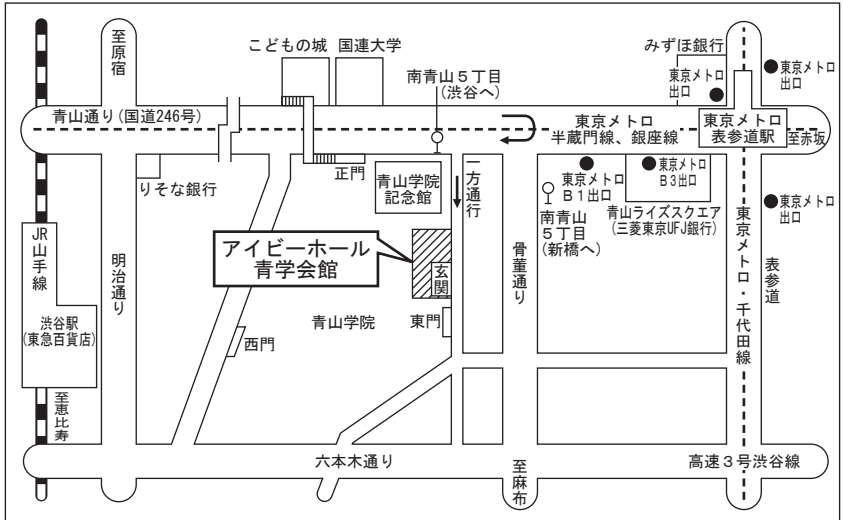 至原宿
こどもの城
国連大学
南青山5丁目
(渋谷へ)
みずほ銀行
東京メトロ
出口
東京メトロ
出口
青山通り(国道246号)
東京メトロ
半蔵門線、銀座線
東京メトロ
表参道駅
至赤坂
りそな銀行
正門
青山学院
記念館
一方通行
東京メトロ
B1出口
東京メトロ
B3出口
南青山
5丁目
(新橋へ)
青山ライズスクエア
(三菱東京UFJ銀行)
東京メトロ
出口
JR山手線
明治通り
アイビーホール
青学会館
玄関
骨董通り
東京メトロ・千代田線
表参道
渋谷駅
(東急百貨店)
青山学院
東門
西門
至恵比寿
六本木通り
至麻布
高速3号渋谷線